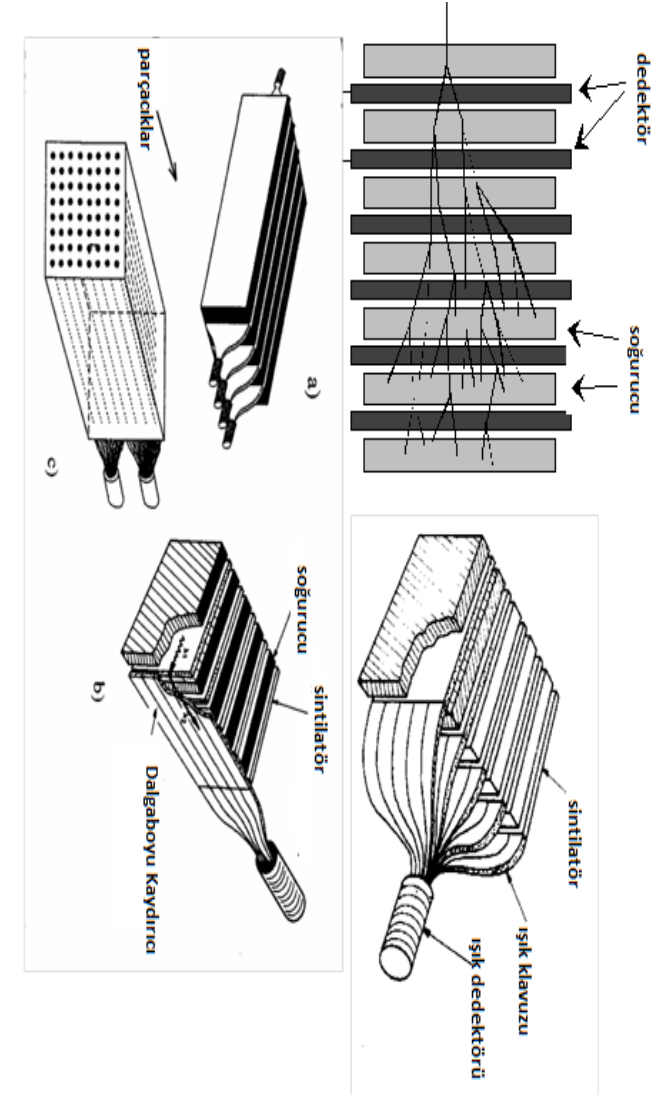 dedektör
soğurucu
parçacıklar
a)
c)
soğurucu
sintilatör
b)
Dalgaboyu Kaydırıcı
sintilatör
ışık klavuzu
ışık dedektörü